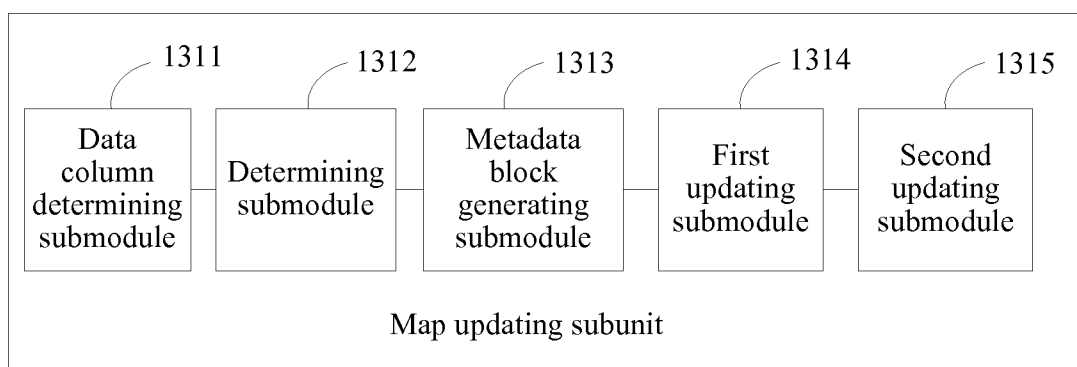 1311
1312
1313
1314
1315
Data
column
determining
submodule
Determining
submodule
Metadata
block
generating
submodule
First
updating
submodule
Second
updating
submodule
Map updating subunit